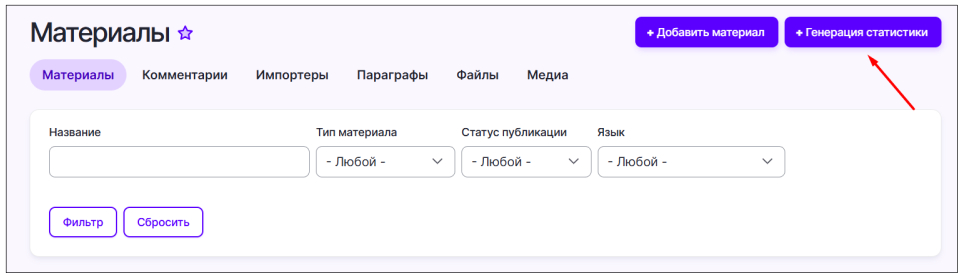 Материалы
+ Добавить материал
+ Генерация статистики
Материалы Комментарии Импортеры Параграфы Файлы Медиа
Название Тип материала Статус публикации Язык
- Любой - - Любой - - Любой -
Фильтр Сбросить